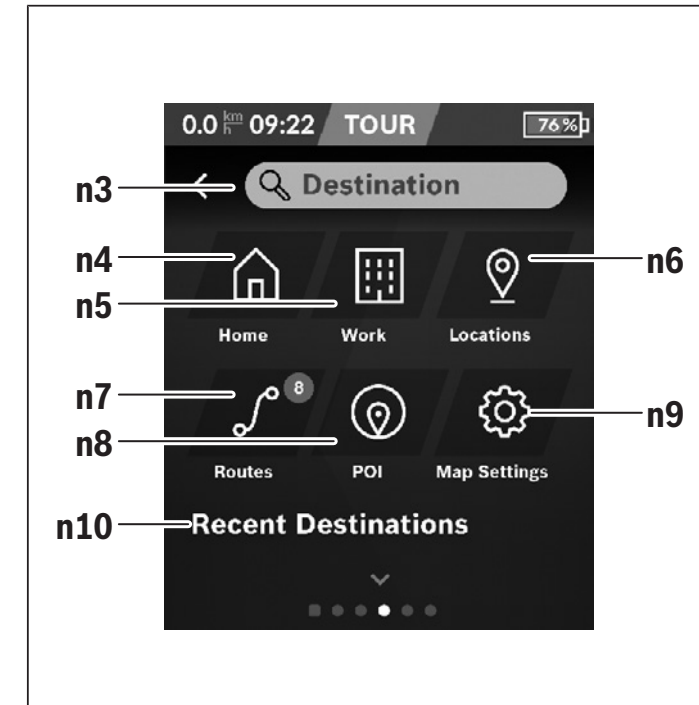 0.0 km/h 09:22 TOUR 76%
n3 Destination
n4 n6
n5
Home Work Locations
n7 8
n9
n8
Routes POI Map Settings
n10 Recent Destinations